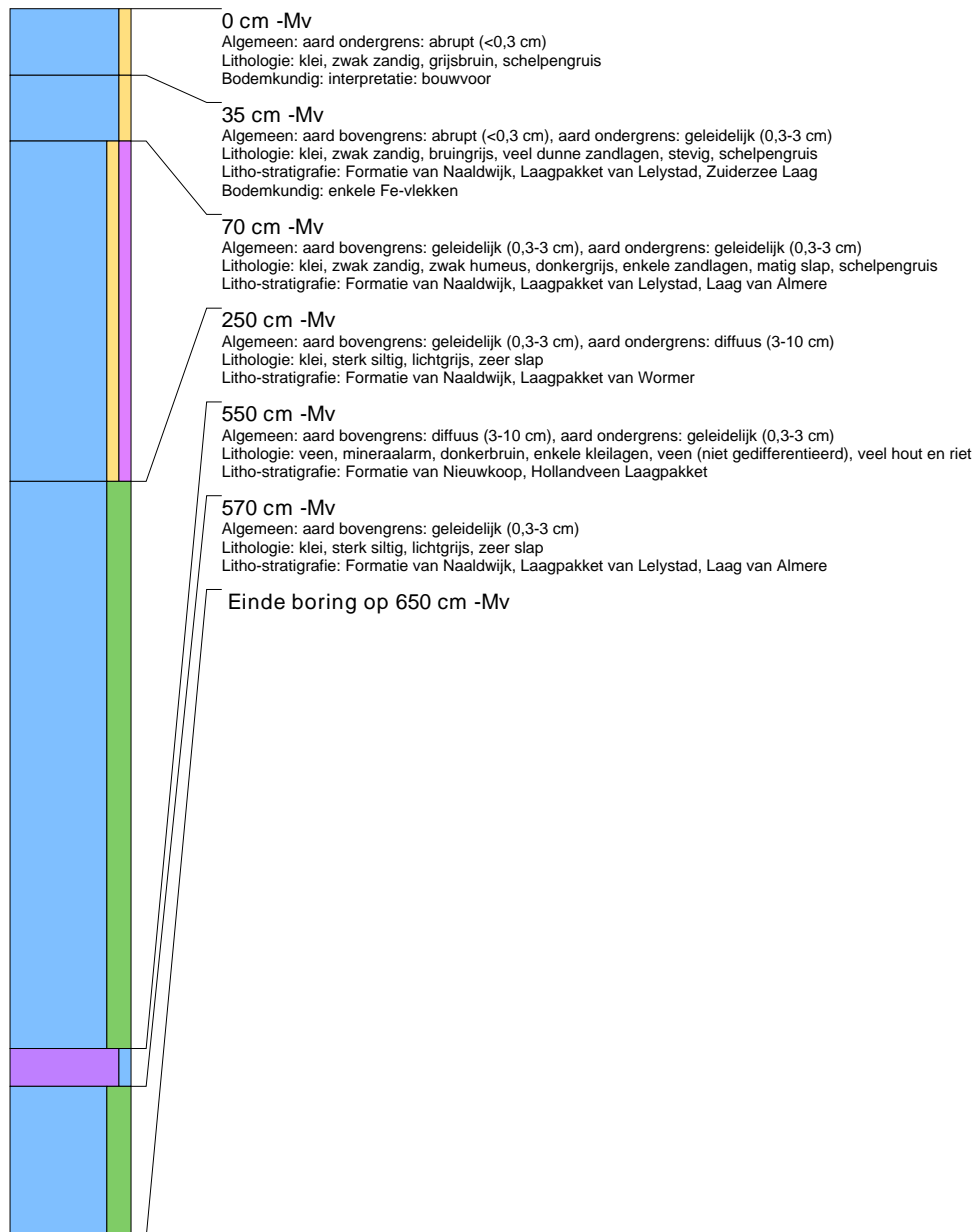 0 cm -Mv
Algemeen: aard ondergrens: abrupt (<0,3 cm)
Lithologie: klei, zwak zandig, grijsbruin, schelpengruis
Bodemkundig: interpretatie: bouwvoor
35 cm -Mv
Algemeen: aard bovengrens: abrupt (<0,3 cm), aard ondergrens: geleidelijk (0,3-3 cm)
Lithologie: klei, zwak zandig, bruingrijs, veel dunne zandlagen, stevig, schelpengruis
Litho-stratigrafie: Formatie van Naaldwijk, Laagpakket van Lelystad, Zuiderzee Laag
Bodemkundig: enkele Fe-vlekken
70 cm -Mv
Algemeen: aard bovengrens: geleidelijk (0,3-3 cm), aard ondergrens: geleidelijk (0,3-3 cm)
Lithologie: klei, zwak zandig, zwak humeus, donkergrijs, enkele zandlagen, matig slap, schelpengruis
Litho-stratigrafie: Formatie van Naaldwijk, Laagpakket van Lelystad, Laag van Almere
250 cm -Mv
Algemeen: aard bovengrens: geleidelijk (0,3-3 cm), aard ondergrens: diffuus (3-10 cm)
Lithologie: klei, sterk siltig, lichtgrijs, zeer slap
Litho-stratigrafie: Formatie van Naaldwijk, Laagpakket van Wormer
550 cm -Mv
Algemeen: aard bovengrens: diffuus (3-10 cm), aard ondergrens: geleidelijk (0,3-3 cm)
Lithologie: veen, mineraalarm, donkerbruin, enkele kleilagen, veen (niet gedifferentieerd), veel hout en riet
Litho-stratigrafie: Formatie van Nieuwkoop, Hollandveen Laagpakket
570 cm -Mv
Algemeen: aard bovengrens: geleidelijk (0,3-3 cm)
Lithologie: klei, sterk siltig, lichtgrijs, zeer slap
Litho-stratigrafie: Formatie van Naaldwijk, Laagpakket van Lelystad, Laag van Almere
Einde boring op 650 cm -Mv